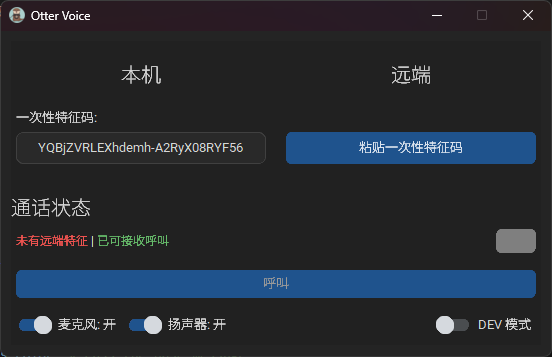 Otter Voice
本机
远端
一次性特征码:
YQBjZVRLEXhdemh-A2RyX08RYF56
粘贴一次性特征码
通话状态
未有远端特征 | 已可接收呼叫
呼叫
麦克风: 开 扬声器: 开 DEV 模式